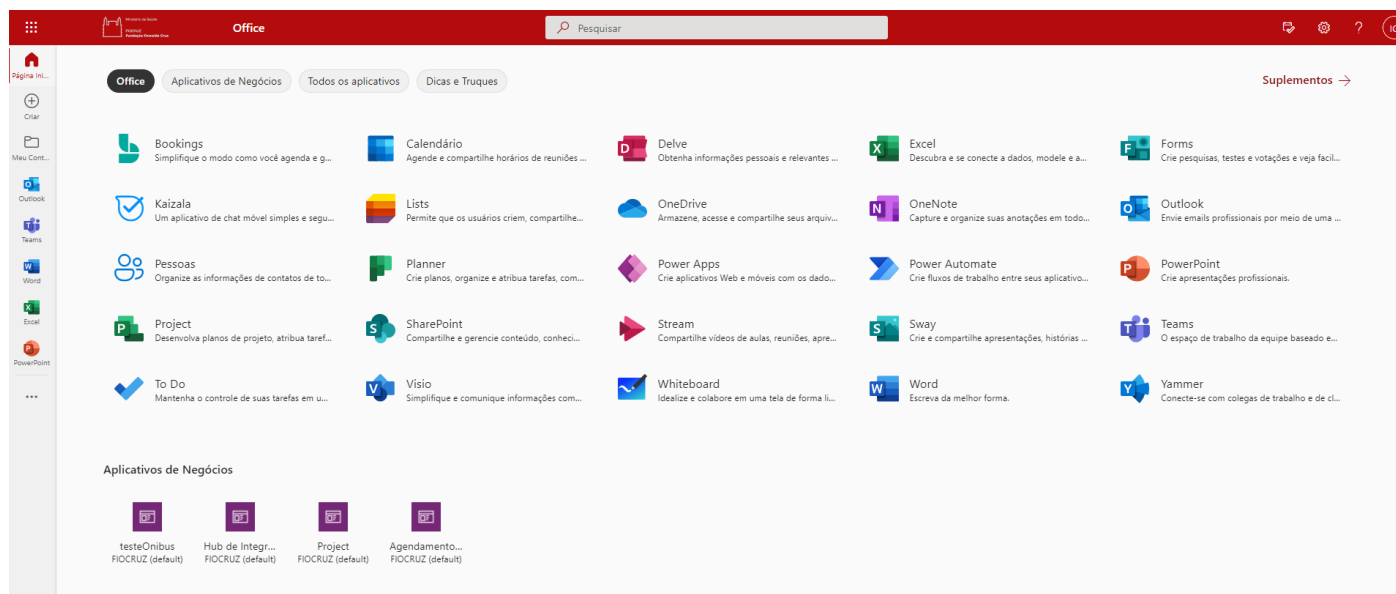 Ministério da Saúde
FIOCRUZ
Fundação Oswaldo Cruz
Office
Pesquisar
?
Página Ini...
Criar
Meu Cont...
Outlook
Teams
Word
Excel
PowerPoint
Office
Aplicativos de Negócios
Todos os aplicativos
Dicas e Truques
Suplementos →
Bookings
Simplifique o modo como você agenda e g...
Calendário
Agende e compartilhe horários de reuniões ...
Delve
Obtenha informações pessoais e relevantes ...
Excel
Descubra e se conecte a dados, modele e a...
Forms
Crie pesquisas, testes e votações e veja facil...
Kaizala
Um aplicativo de chat móvel simples e segu...
Lists
Permite que os usuários criem, compartilhe...
OneDrive
Armazene, acesse e compartilhe seus arquiv...
OneNote
Capture e organize suas anotações em todo...
Outlook
Envie emails profissionais por meio de uma ...
Pessoas
Organize as informações de contatos de to...
Planner
Crie planos, organize e atribua tarefas, com...
Power Apps
Crie aplicativos Web e móveis com os dado...
Power Automate
Crie fluxos de trabalho entre seus aplicativo...
PowerPoint
Crie apresentações profissionais.
Project
Desenvolva planos de projeto, atribua taref...
SharePoint
Compartilhe e gerencie conteúdo, conheci...
Stream
Compartilhe vídeos de aulas, reuniões, apre...
Sway
Crie e compartilhe apresentações, histórias ...
Teams
O espaço de trabalho da equipe baseado e...
To Do
Mantenha o controle de suas tarefas em u...
Visio
Simplifique e comunique informações com...
Whiteboard
Idealize e colabore em uma tela de forma li...
Word
Escreva da melhor forma.
Yammer
Conecte-se com colegas de trabalho e de cl...
Aplicativos de Negócios
testeOnibus
FIOCRUZ (default)
Hub de Integr...
FIOCRUZ (default)
Project
FIOCRUZ (default)
Agendamento...
FIOCRUZ (default)